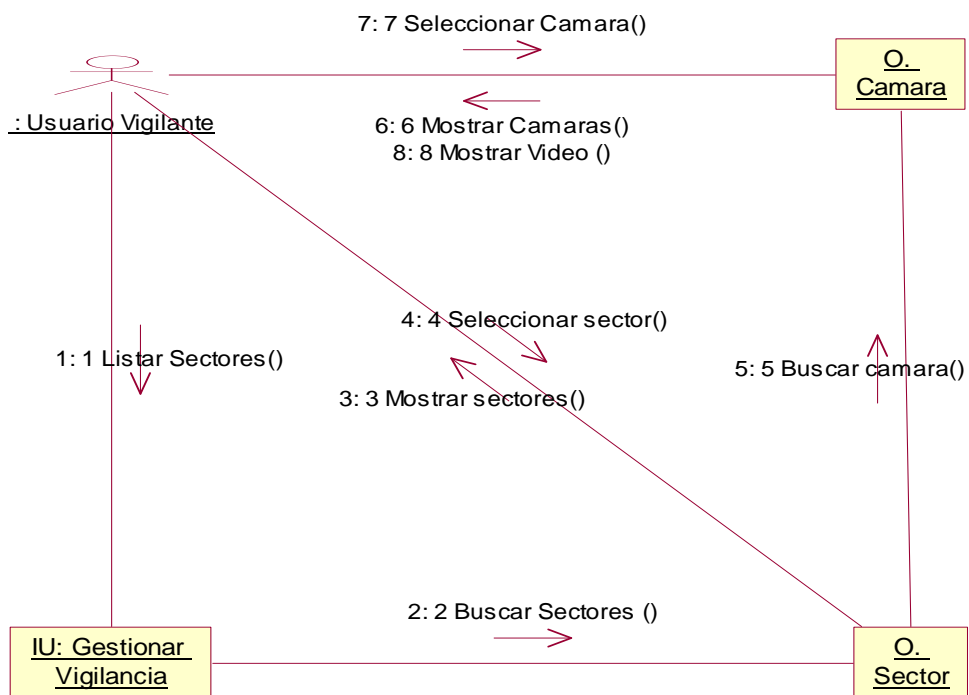 7: 7 Seleccionar Camara()
O.
Camara
: Usuario Vigilante
6: 6 Mostrar Camaras()
8: 8 Mostrar Video ()
4: 4 Seleccionar sector()
1: 1 Listar Sectores()
5: 5 Buscar camara()
3: 3 Mostrar sectores()
2: 2 Buscar Sectores ()
IU: Gestionar
Vigilancia
O.
Sector